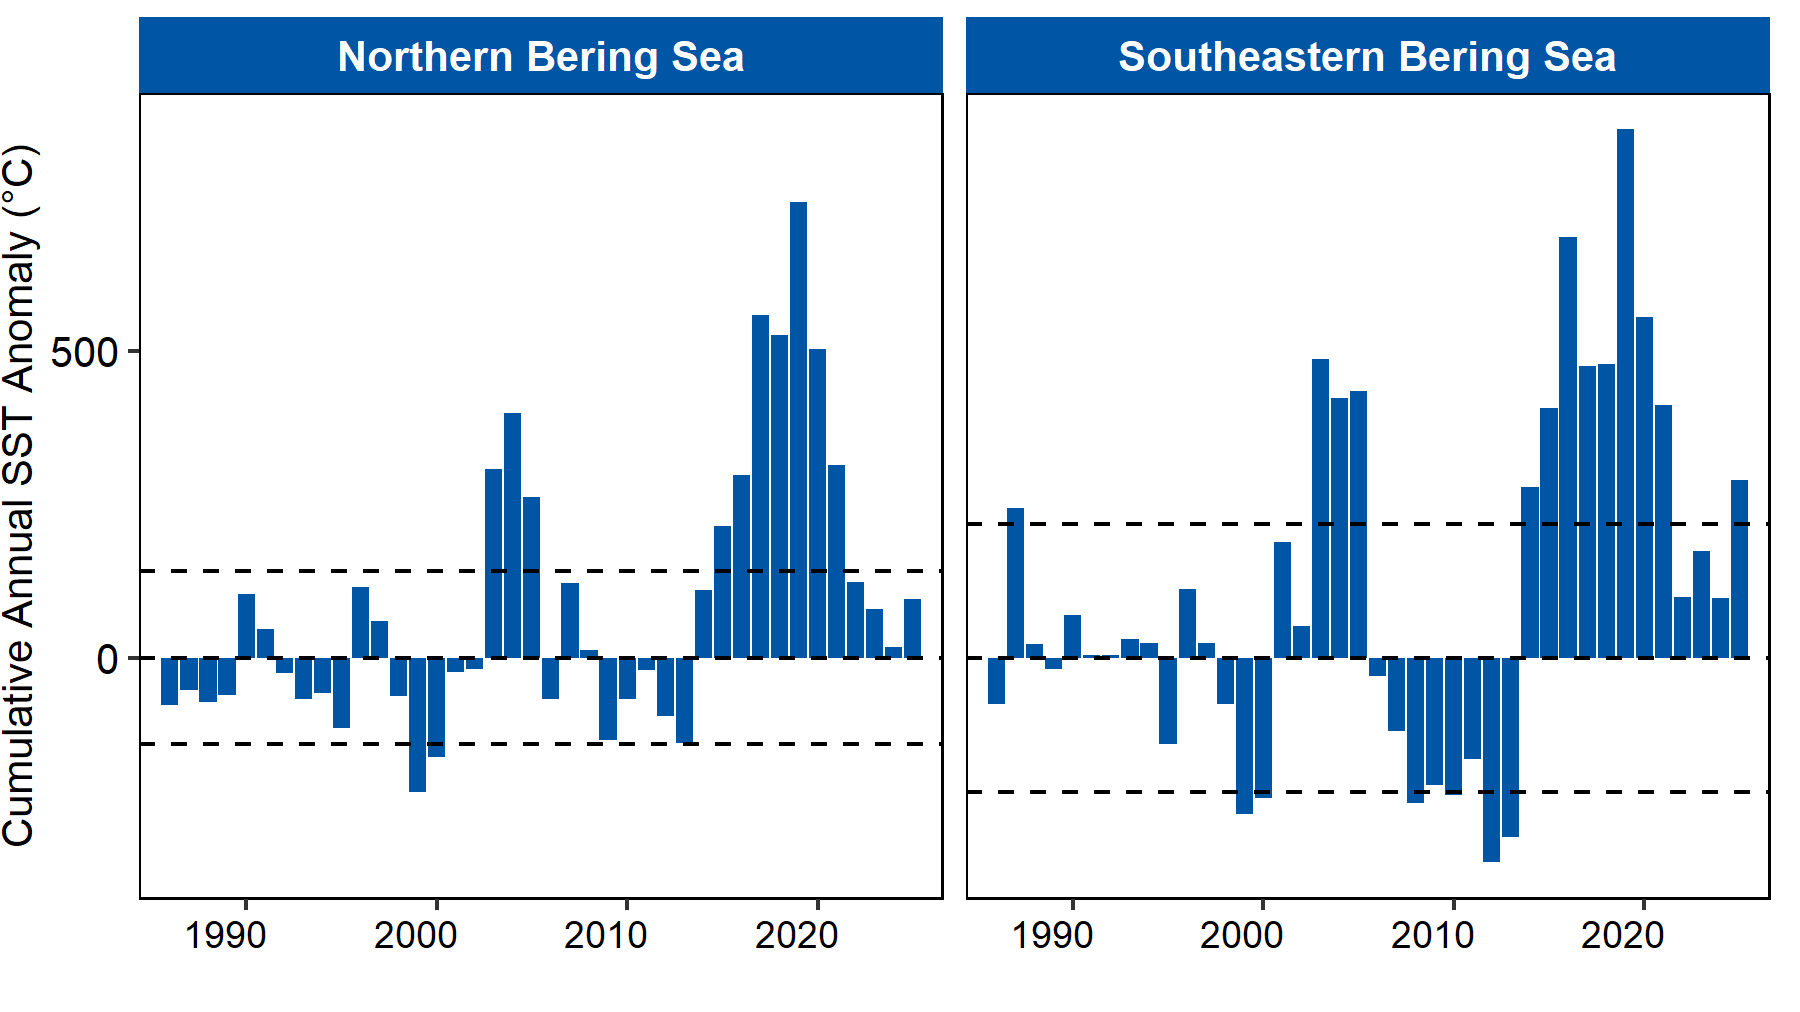 Northern Bering Sea
Southeastern Bering Sea
Cumulative Annual SST Anomaly (°C)
500
0
1990 2000 2010 2020
1990 2000 2010 2020